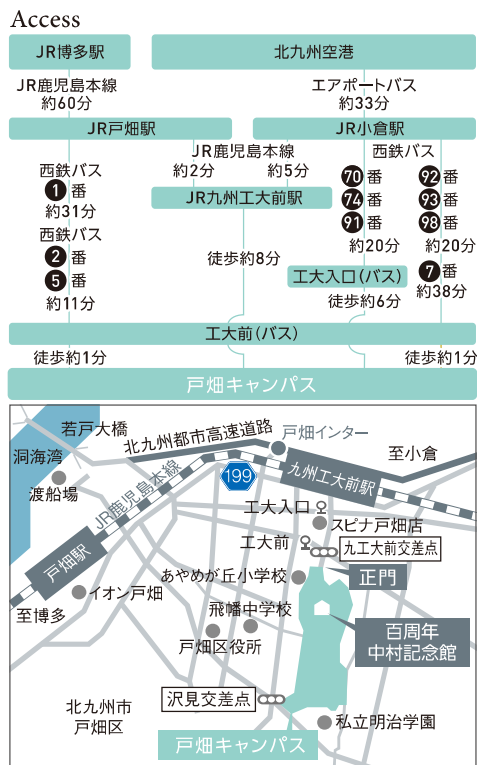 Access
JR博多駅
北九州空港
JR鹿児島本線
約60分
エアポートバス
約33分
JR戸畑駅
JR小倉駅
JR鹿児島本線
約2分
約5分
JR九州工大前駅
徒歩約8分
西鉄バス
1番
約31分
西鉄バス
2番
5番
約11分
西鉄バス
70番
74番
91番
約20分
工大入口(バス)
徒歩約6分
92番
93番
98番
約20分
7番
約38分
工大前(バス)
徒歩約1分
徒歩約1分
戸畑キャンパス
若戸大橋
北九州都市高速道路
戸畑インター
至小倉
洞海湾
渡船場
JR鹿児島本線
199
九州工大前駅
工大入口
スピナ戸畑店
工大前
九工大前交差点
戸畑駅
あやめが丘小学校
正門
イオン戸畑
至博多
飛幡中学校
戸畑区役所
百周年
中村記念館
沢見交差点
北九州市
戸畑区
私立明治学園
戸畑キャンパス